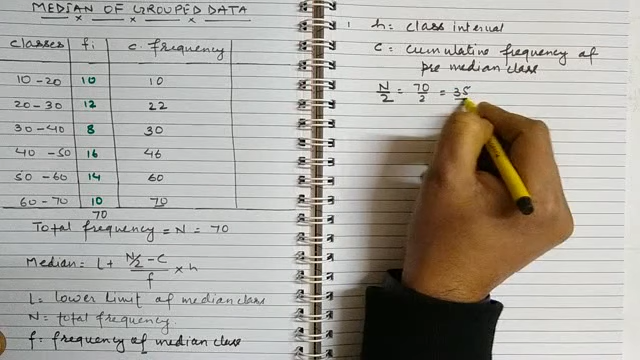 MEDIAN OF GROUPED DATA
classes fi c. frequency
10-20 10 10
20-30 12 22
30-40 8 30
40-50 16 46
50-60 14 60
60-70 10 70
70
Total frequency = N = 70
Median = l + N/2 - C / f × h
l = lower limit of median class
N = total frequency.
f = frequency of median class
h = class interval
C = cumulative frequency of
pre median class
N/2 = 70/2 = 35